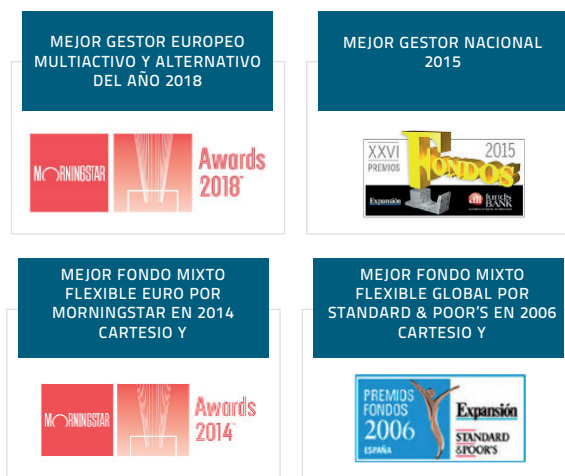 MEJOR GESTOR EUROPEO
MULTIACTIVO Y ALTERNATIVO
DEL AÑO 2018
MORNINGSTAR
Awards
2018
MEJOR GESTOR NACIONAL
2015
XXVI
PREMIOS
FONDOS
2015
Expansión
allfunds
BANK
MEJOR FONDO MIXTO
FLEXIBLE EURO POR
MORNINGSTAR EN 2014
CARTESIO Y
MORNINGSTAR
Awards
2014
MEJOR FONDO MIXTO
FLEXIBLE GLOBAL POR
STANDARD & POOR'S EN 2006
CARTESIO Y
PREMIOS
FONDOS
2006
ESPAÑA
Expansión
STANDARD
&POOR'S